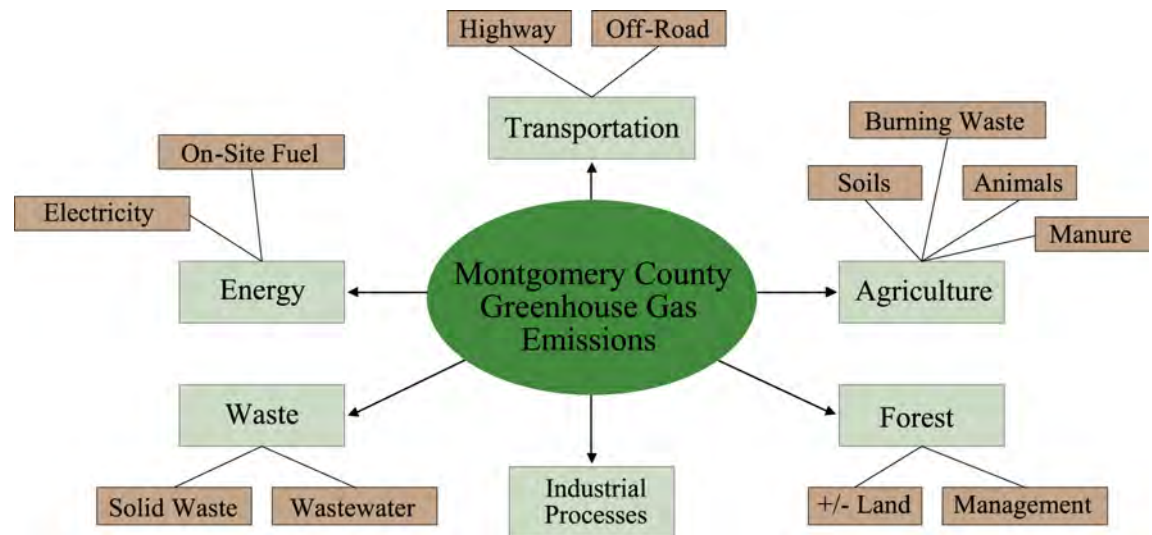 Highway
Off-Road
Transportation
Burning Waste
On-Site Fuel
Soils
Animals
Electricity
Manure
Energy
Montgomery County
Greenhouse Gas
Emissions
Agriculture
Waste
Forest
Solid Waste
Wastewater
Industrial
Processes
+/- Land
Management